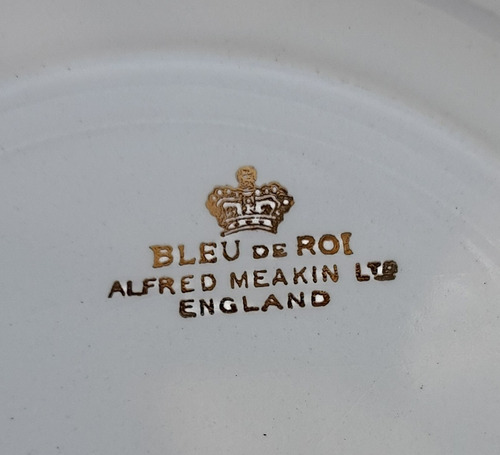 BLEU DE ROI
ALFRED MEAKIN LTD
ENGLAND